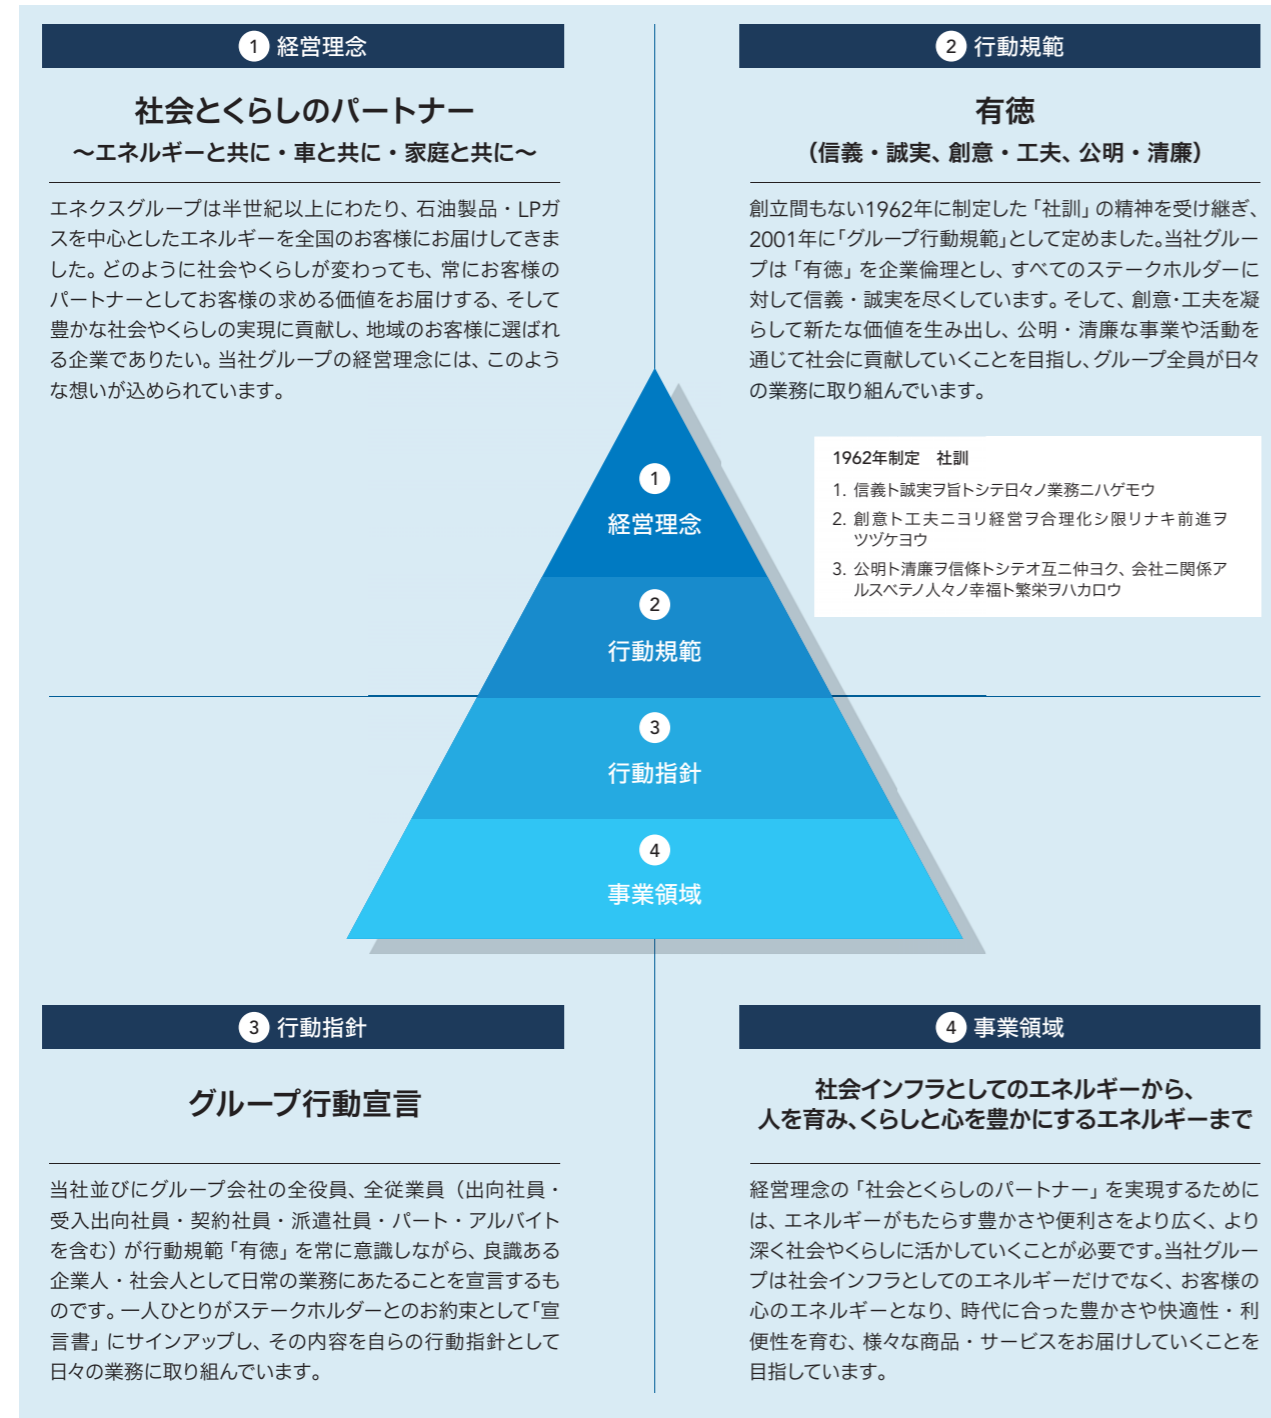 1 経営理念
社会とくらしのパートナー
～エネルギーと共に・車と共に・家庭と共に～
エネクスグループは半世紀以上にわたり、石油製品・LPガ
スを中心としたエネルギーを全国のお客様にお届けしてきま
した。どのように社会やくらしが変わっても、常にお客様の
パートナーとしてお客様の求める価値をお届けする、そして
豊かな社会やくらしの実現に貢献し、地域のお客様に選ばれ
る企業でありたい。当社グループの経営理念には、このよう
な想いが込められています。
2 行動規範
有徳
（信義・誠実、創意・工夫、公明・清廉）
創立間もない1962年に制定した「社訓」の精神を受け継ぎ、
2001年に「グループ行動規範」として定めました。当社グルー
プは「有徳」を企業倫理とし、すべてのステークホルダーに
対して信義・誠実を尽くしています。そして、創意・工夫を凝
らして新たな価値を生み出し、公明・清廉な事業や活動を
通じて社会に貢献していくことを目指し、グループ全員が日々
の業務に取り組んでいます。
1962年制定　社訓
1. 信義ト誠実ヲ旨トシテ日々ノ業務ニハゲモウ
2. 創意ト工夫ニヨリ経営ヲ合理化シ限リナキ前進ヲ
ツヅケヨウ
3. 公明ト清廉ヲ信條トシテオ互ニ仲ヨク、会社ニ関係ア
ルスベテノ人々ノ幸福ト繁栄ヲハカロウ
1
経営理念
2
行動規範
3
行動指針
4
事業領域
3 行動指針
グループ行動宣言
当社並びにグループ会社の全役員、全従業員（出向社員・
受入出向社員・契約社員・派遣社員・パート・アルバイト
を含む）が行動規範「有徳」を常に意識しながら、良識ある
企業人・社会人として日常の業務にあたることを宣言するも
のです。一人ひとりがステークホルダーとのお約束として「宣
言書」にサインアップし、その内容を自らの行動指針として
日々の業務に取り組んでいます。
4 事業領域
社会インフラとしてのエネルギーから、
人を育み、くらしと心を豊かにするエネルギーまで
経営理念の「社会とくらしのパートナー」を実現するために
は、エネルギーがもたらす豊かさや便利さをより広く、より
深く社会やくらしに活かしていくことが必要です。当社グルー
プは社会インフラとしてのエネルギーだけでなく、お客様の
心のエネルギーとなり、時代に合った豊かさや快適性・利
便性を育む、様々な商品・サービスをお届けしていくことを
目指しています。